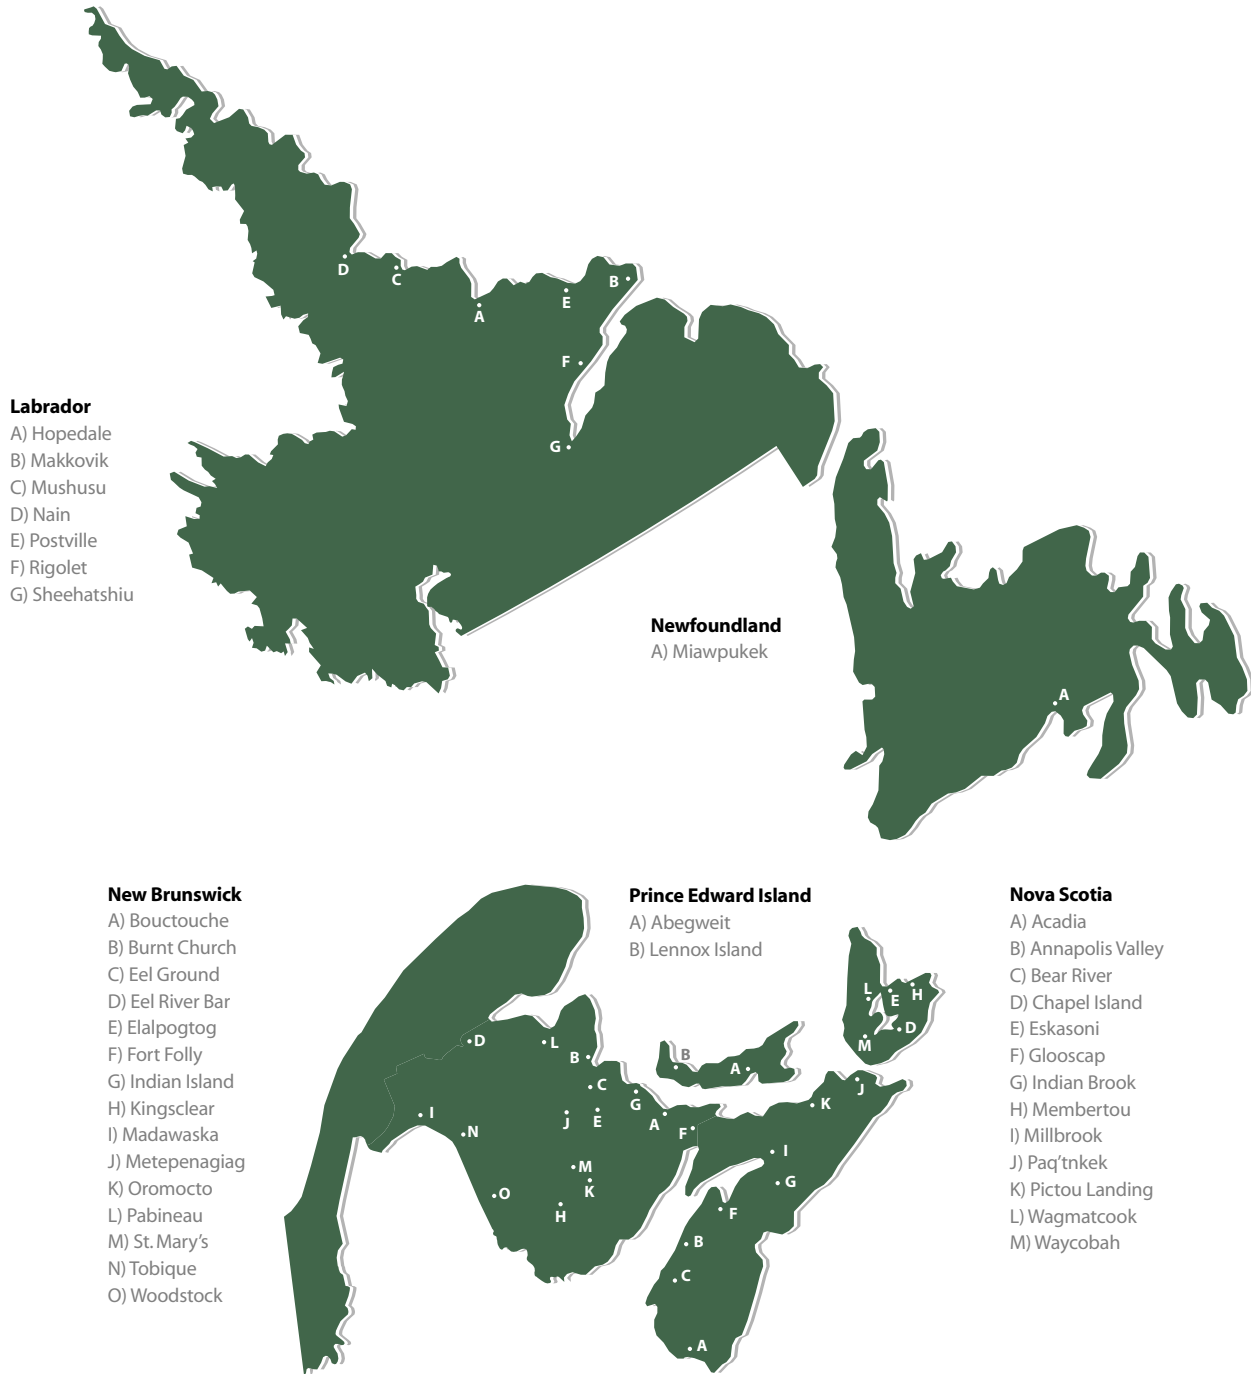 D
C
A
E
B
F
G
Labrador
A) Hopedale
B) Makkovik
C) Mushusu
D) Nain
E) Postville
F) Rigolet
G) Sheehatshiu
Newfoundland
A) Miawpukek
A
New Brunswick
A) Bouctouche
B) Burnt Church
C) Eel Ground
D) Eel River Bar
E) Elalpogtog
F) Fort Folly
G) Indian Island
H) Kingsclear
I) Madawaska
J) Metepenagiag
K) Oromocto
L) Pabineau
M) St. Mary's
N) Tobique
O) Woodstock
Prince Edward Island
A) Abegweit
B) Lennox Island
Nova Scotia
A) Acadia
B) Annapolis Valley
C) Bear River
D) Chapel Island
E) Eskasoni
F) Glooscap
G) Indian Brook
H) Membertou
I) Millbrook
J) Paq'tnkek
K) Pictou Landing
L) Wagmatcook
M) Waycobah
D
L
B
C
G
I
J
E
A
F
N
M
K
O
H
B
A
L
E
H
D
M
J
K
I
G
F
B
C
A